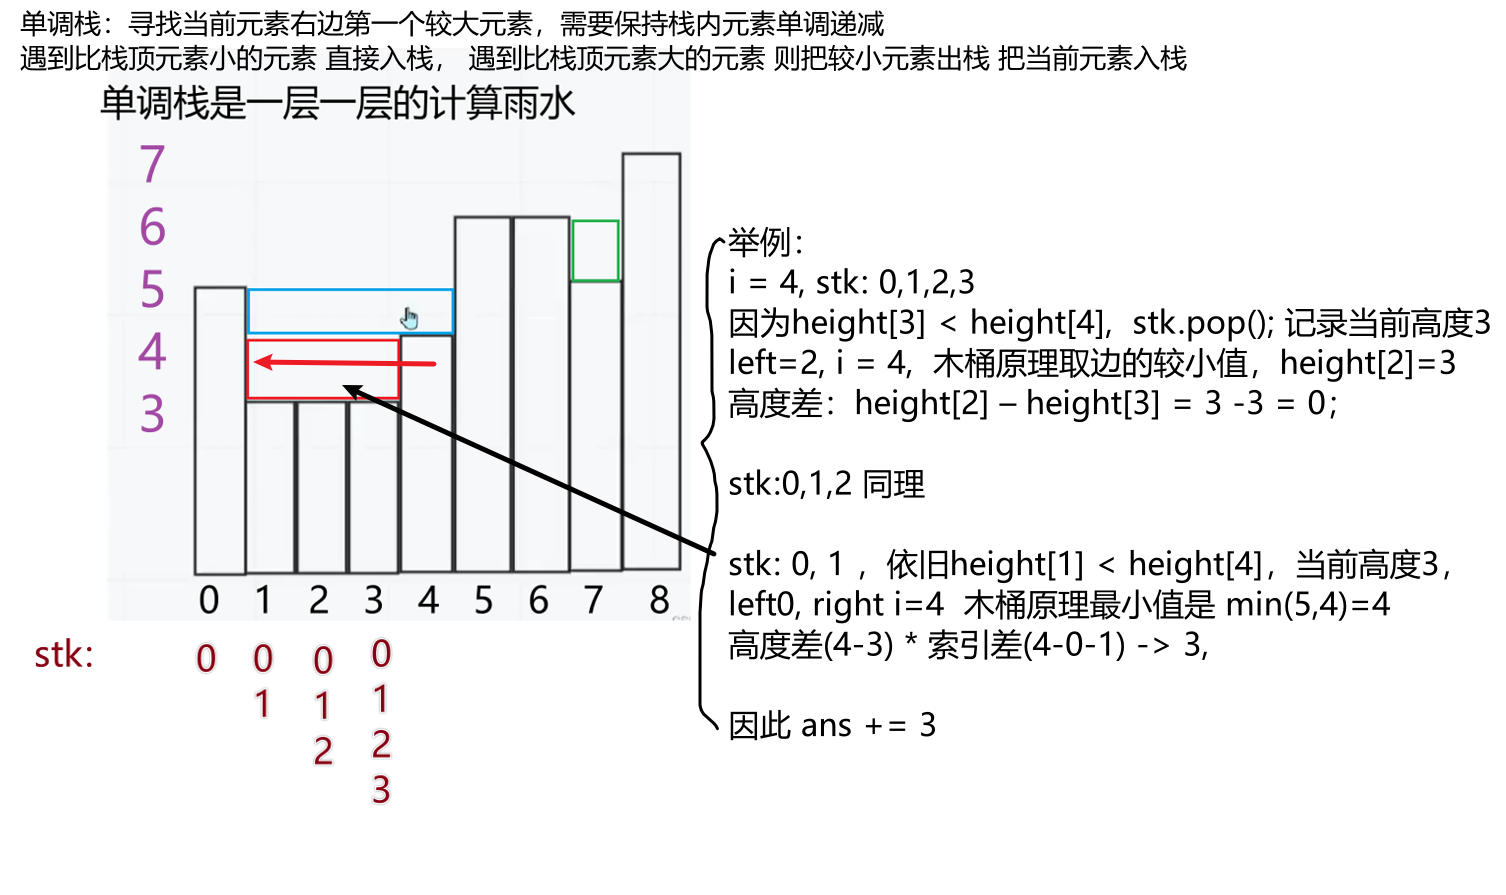 单调栈：寻找当前元素右边第一个较大元素，需要保持栈内元素单调递减
遇到比栈顶元素小的元素 直接入栈， 遇到比栈顶元素大的元素 则把较小元素出栈 把当前元素入栈
单调栈是一层一层的计算雨水
7
6
5
4
3
0 1 2 3 4 5 6 7 8
stk: 0 0 0 0
1 1 1
2 2
3
举例：
i = 4, stk: 0,1,2,3
因为height[3] < height[4]，stk.pop(); 记录当前高度3
left=2, i = 4，木桶原理取边的较小值，height[2]=3
高度差：height[2] – height[3] = 3 -3 = 0；
stk:0,1,2 同理
stk: 0, 1 ，依旧height[1] < height[4]，当前高度3，
left0, right i=4 木桶原理最小值是 min(5,4)=4
高度差(4-3) * 索引差(4-0-1) -> 3,
因此 ans += 3